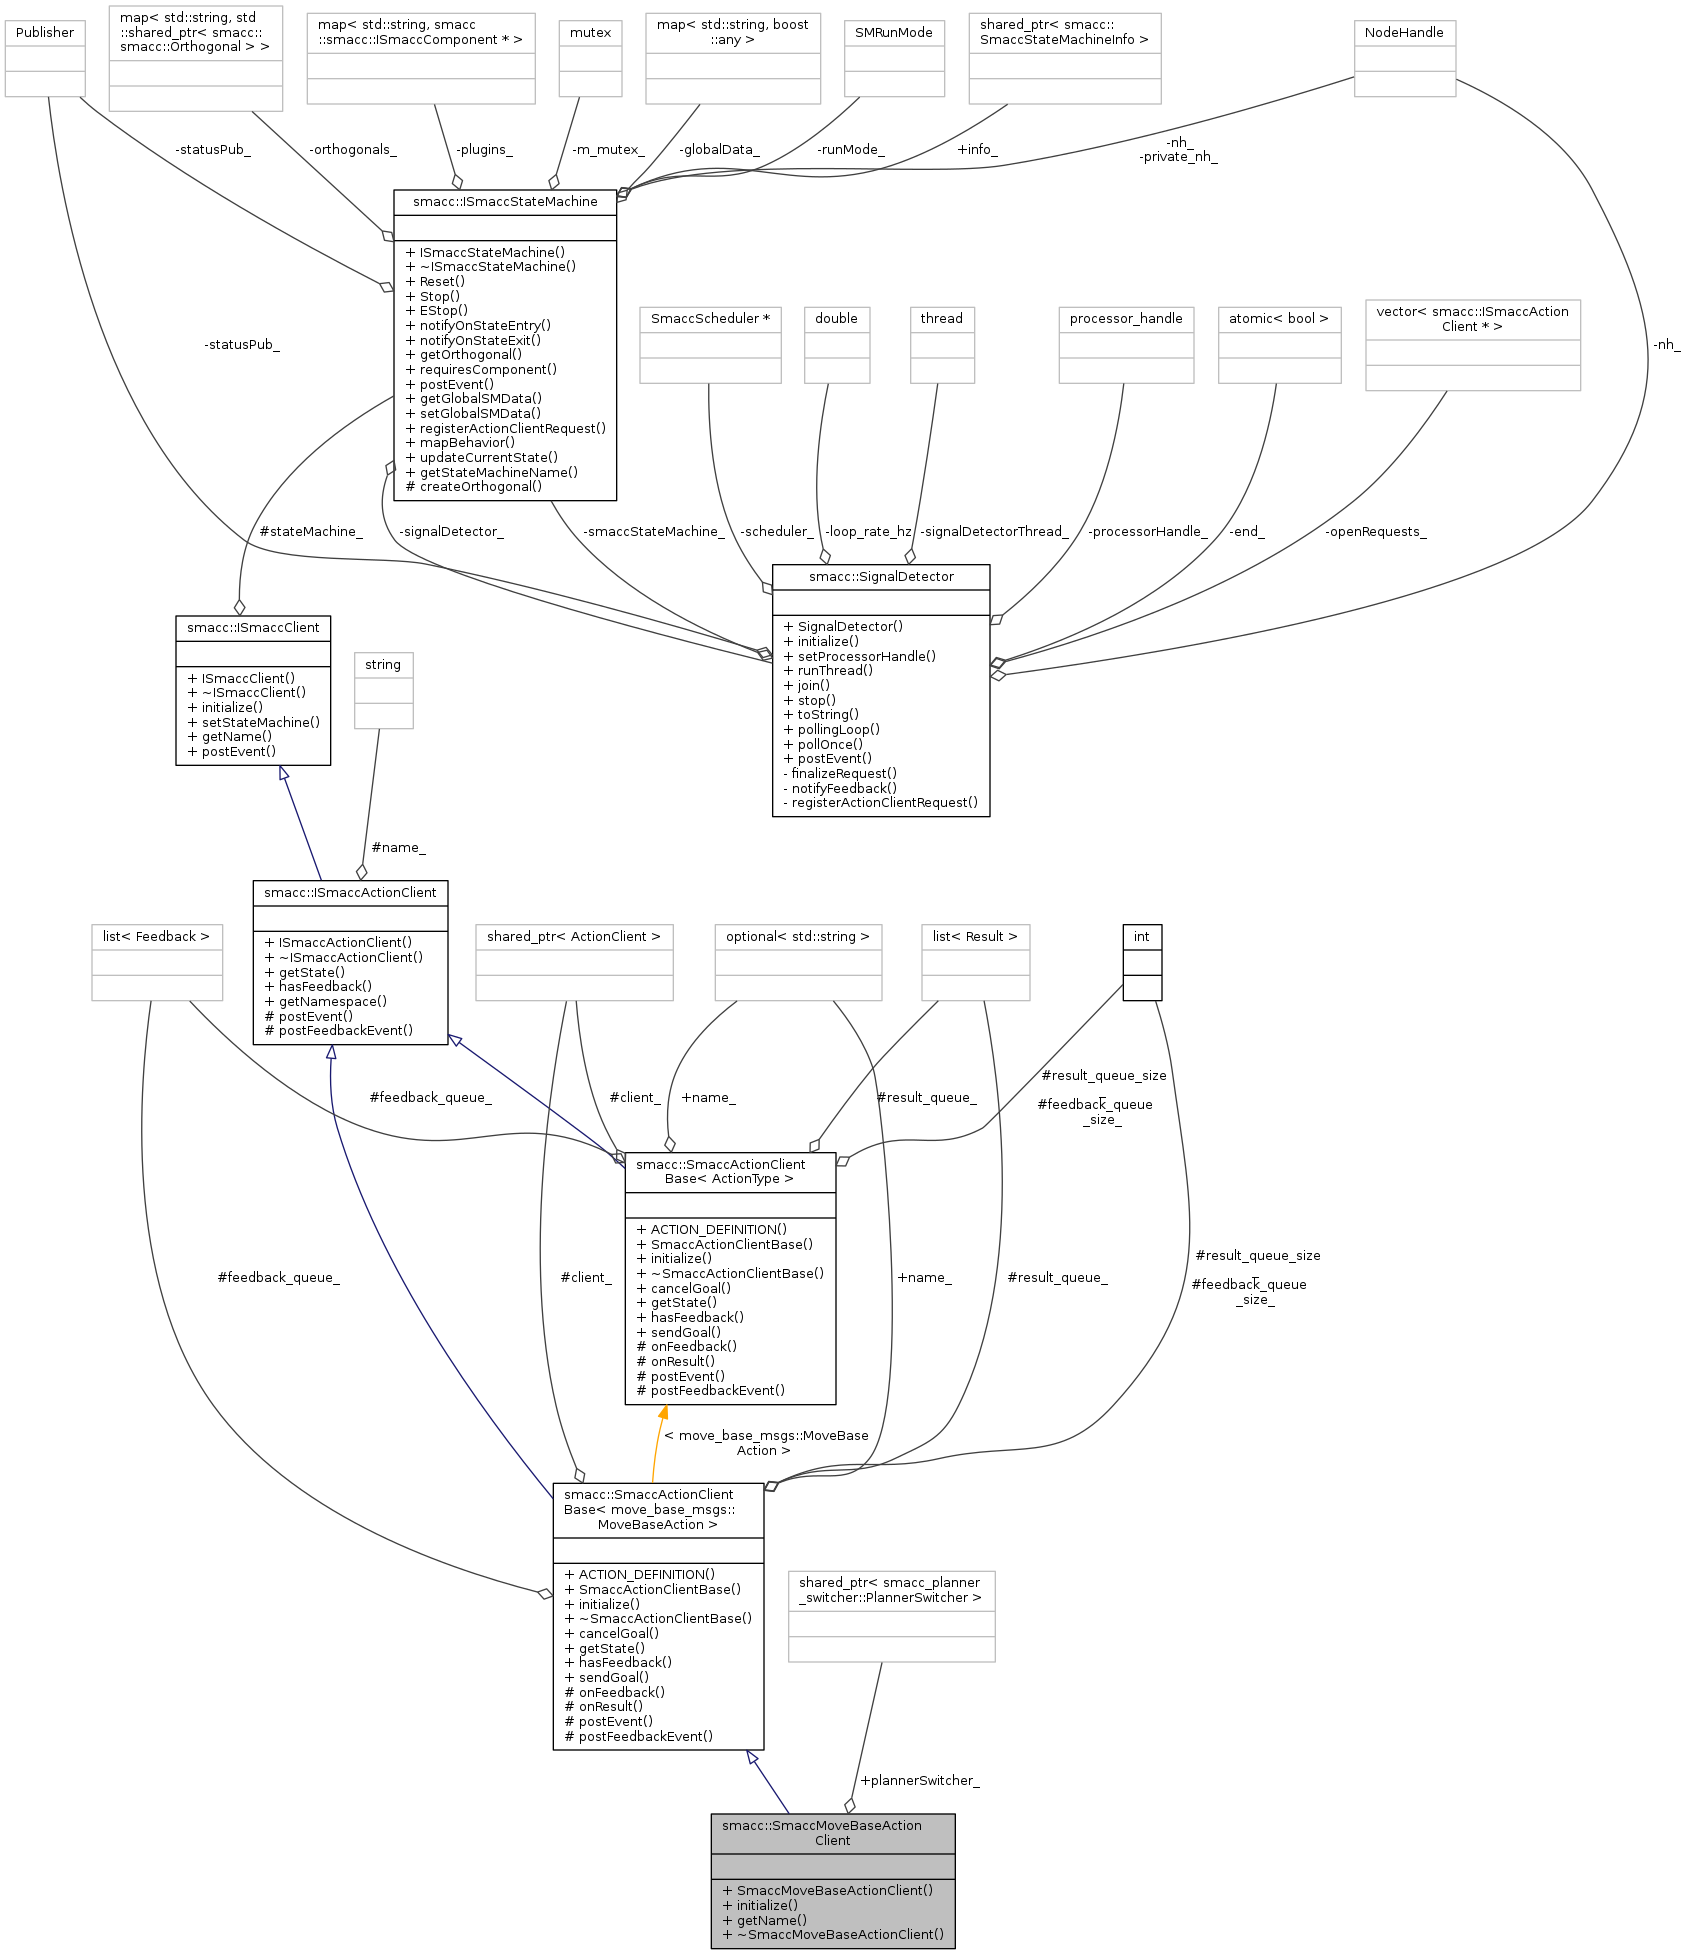 Publisher
map< std::string, std
::shared_ptr< smacc::
smacc::Orthogonal > >
map< std::string, smacc
::smacc::ISmaccComponent * >
mutex
map< std::string, boost
::any >
SMRunMode
shared_ptr< smacc::
SmaccStateMachineInfo >
NodeHandle
-statusPub_
-orthogonals_
-plugins_
-m_mutex_
-globalData_
-runMode_
+info_
-nh_
-private_nh_
smacc::ISmaccStateMachine
+ ISmaccStateMachine()
+ ~ISmaccStateMachine()
+ Reset()
+ Stop()
+ EStop()
+ notifyOnStateEntry()
+ notifyOnStateExit()
+ getOrthogonal()
+ requiresComponent()
+ postEvent()
+ getGlobalSMData()
+ setGlobalSMData()
+ registerActionClientRequest()
+ mapBehavior()
+ updateCurrentState()
+ getStateMachineName()
# createOrthogonal()
SmaccScheduler *
double
thread
processor_handle
atomic< bool >
vector< smacc::ISmaccAction
Client * >
-statusPub_
-nh_
#stateMachine_
-signalDetector_
-smaccStateMachine_
-scheduler_
-loop_rate_hz
-signalDetectorThread_
-processorHandle_
-end_
-openRequests_
smacc::SignalDetector
+ SignalDetector()
+ initialize()
+ setProcessorHandle()
+ runThread()
+ join()
+ stop()
+ toString()
+ pollingLoop()
+ pollOnce()
+ postEvent()
- finalizeRequest()
- notifyFeedback()
- registerActionClientRequest()
smacc::ISmaccClient
+ ISmaccClient()
+ ~ISmaccClient()
+ initialize()
+ setStateMachine()
+ getName()
+ postEvent()
string
#name_
smacc::ISmaccActionClient
+ ISmaccActionClient()
+ ~ISmaccActionClient()
+ getState()
+ hasFeedback()
+ getNamespace()
# postEvent()
# postFeedbackEvent()
list< Feedback >
shared_ptr< ActionClient >
optional< std::string >
list< Result >
int
#feedback_queue_
#client_
+name_
#result_queue_
#result_queue_size
_
#feedback_queue
_size_
smacc::SmaccActionClient
Base< ActionType >
+ ACTION_DEFINITION()
+ SmaccActionClientBase()
+ initialize()
+ ~SmaccActionClientBase()
+ cancelGoal()
+ getState()
+ hasFeedback()
+ sendGoal()
# onFeedback()
# onResult()
# postEvent()
# postFeedbackEvent()
#feedback_queue_
#client_
+name_
#result_queue_
#result_queue_size
_
#feedback_queue
_size_
< move_base_msgs::MoveBase
Action >
smacc::SmaccActionClient
Base< move_base_msgs::
MoveBaseAction >
+ ACTION_DEFINITION()
+ SmaccActionClientBase()
+ initialize()
+ ~SmaccActionClientBase()
+ cancelGoal()
+ getState()
+ hasFeedback()
+ sendGoal()
# onFeedback()
# onResult()
# postEvent()
# postFeedbackEvent()
shared_ptr< smacc_planner
_switcher::PlannerSwitcher >
+plannerSwitcher_
smacc::SmaccMoveBaseAction
Client
+ SmaccMoveBaseActionClient()
+ initialize()
+ getName()
+ ~SmaccMoveBaseActionClient()